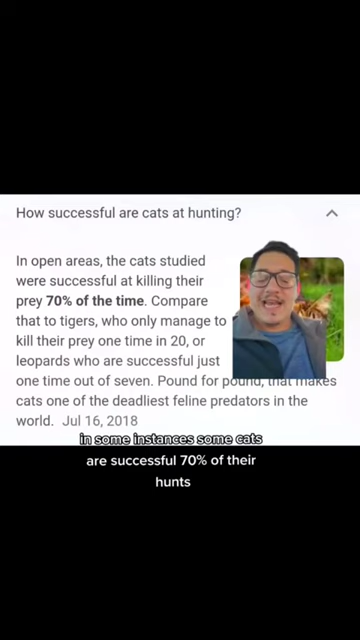 How successful are cats at hunting?
In open areas, the cats studied
were successful at killing their
prey 70% of the time. Compare
that to tigers, who only manage to
kill their prey one time in 20, or
leopards who are successful just
one time out of seven. Pound for pound, that makes
cats one of the deadliest feline predators in the
world. Jul 16, 2018
in some instances some cats
are successful 70% of their
hunts